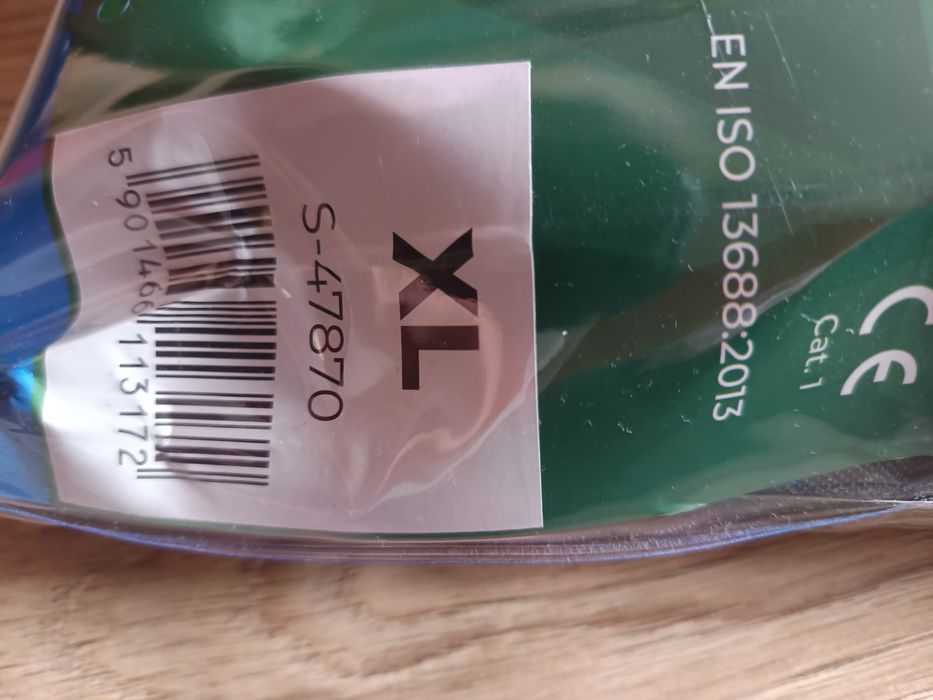 EN ISO 13688:2013
CE
Cat. 1
XL
S-47870
5 901466 113172